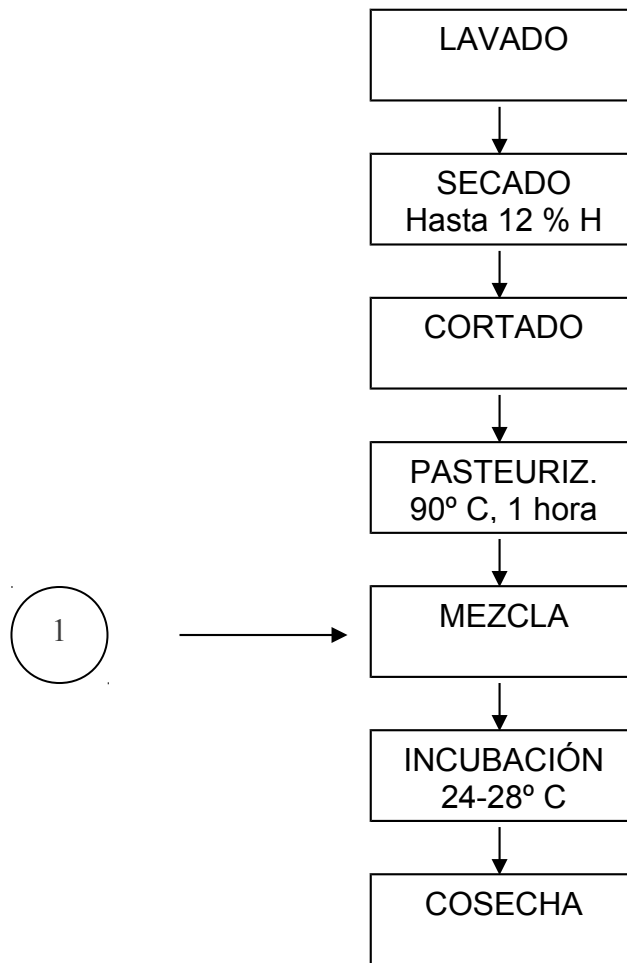 LAVADO
SECADO
Hasta 12 % H
CORTADO
PASTEURIZ.
90º C, 1 hora
1
MEZCLA
INCUBACIÓN
24-28º C
COSECHA